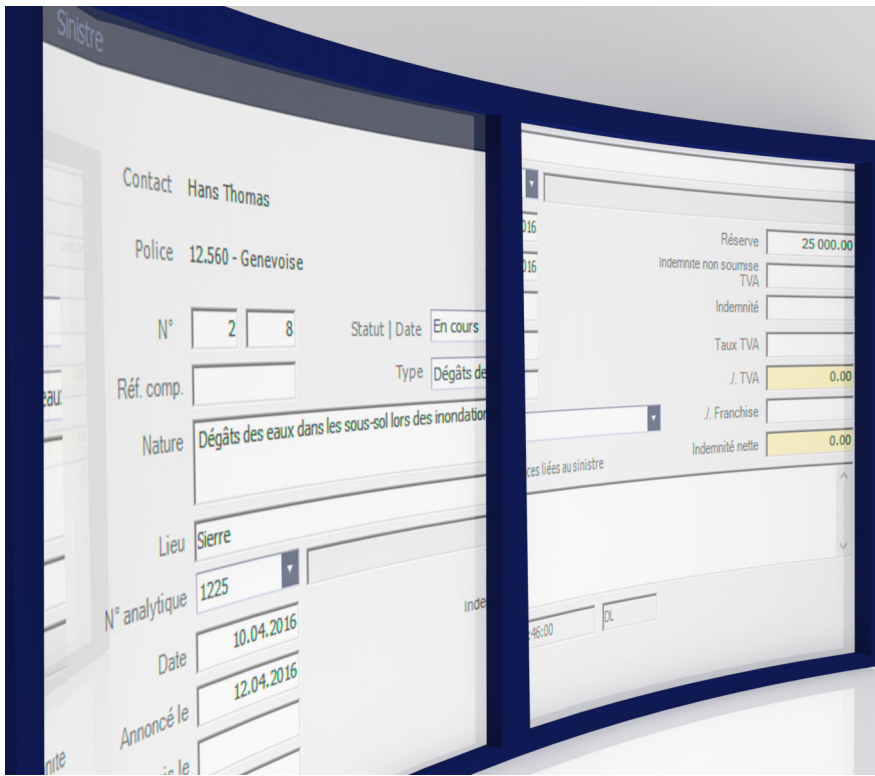 Sinistre
Contact Hans Thomas
Police 12.560 - Genevoise
N° 2 8 Statut | Date En cours
Réf. comp. Type Dégâts de
Nature Dégâts des eaux dans les sous-sol lors des inondation
Lieu Sierre
N° analytique 1225
Date 10.04.2016
Annoncé le 12.04.2016
016
016
Réserve 25 000.00
Indemnité non soumise
TVA
Indemnité
Taux TVA
./. TVA 0.00
./. Franchise
Indemnité nette 0.00
ces liées au sinistre
:46:00 DL